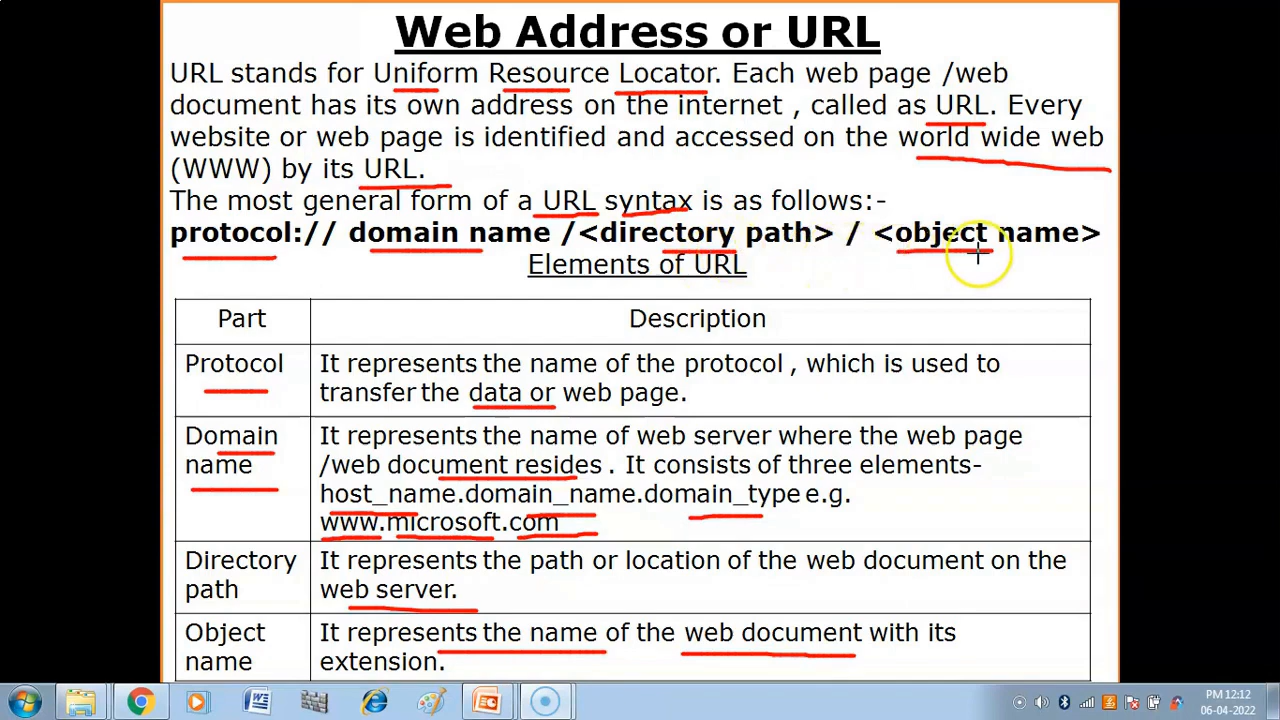 Web Address or URL
URL stands for Uniform Resource Locator. Each web page /web
document has its own address on the internet , called as URL. Every
website or web page is identified and accessed on the world wide web
(WWW) by its URL.
The most general form of a URL syntax is as follows:-
protocol:// domain name /<directory path> / <object name>
Elements of URL
Part Description
Protocol It represents the name of the protocol , which is used to
transfer the data or web page.
Domain It represents the name of web server where the web page
name /web document resides . It consists of three elements-
host_name.domain_name.domain_type e.g.
www.microsoft.com
Directory It represents the path or location of the web document on the
path web server.
Object It represents the name of the web document with its
name extension.
PM 12:12
06-04-2022